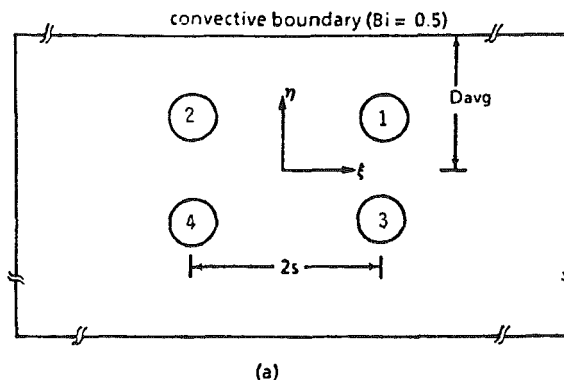 convective boundary (Bi = 0.5)
Davg
η
2 1
ξ
4 3
2s
(a)